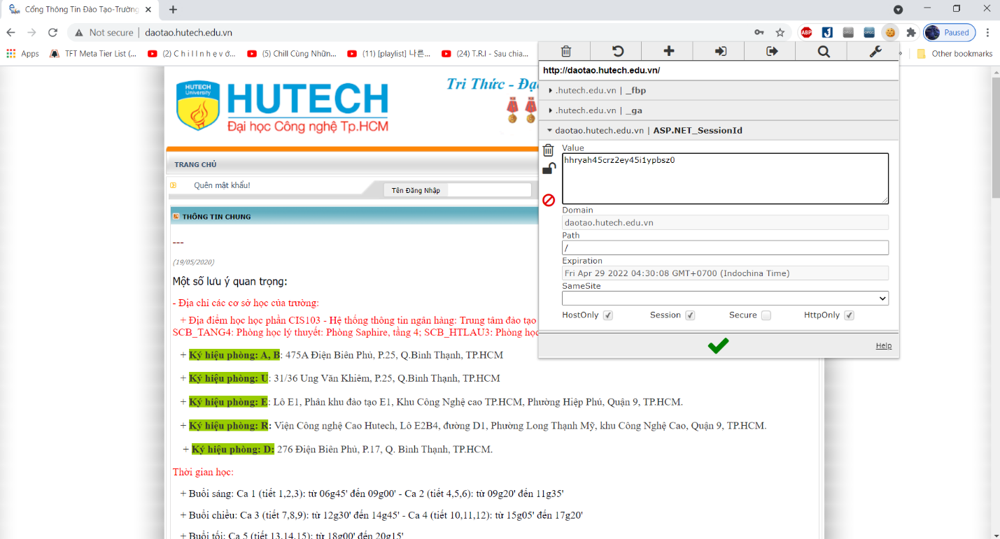 Cổng Thông Tin Đào Tạo-Trường
Not secure | daotao.hutech.edu.vn
ABP
Paused
Apps
TFT Meta Tier List (...
(2) C h i l l n h ẹ v ớ...
(5) Chill Cùng Nhữn...
(11) [playlist] 나른...
(24) T.R.I - Sau chia...
Other bookmarks
HUTECH
University
HUTECH
Đại học Công nghệ Tp.HCM
Tri Thức - Đạ
TRANG CHỦ
Quên mật khẩu!
Tên Đăng Nhập
THÔNG TIN CHUNG
---
(19/05/2020)
Một số lưu ý quan trọng:
- Địa chỉ các cơ sở học của trường:
+ Địa điểm học học phần CIS103 - Hệ thống thông tin ngân hàng: Trung tâm đào tạo
SCB_TANG4: Phòng học lý thuyết: Phòng Saphire, tầng 4; SCB_HTLAU3: Phòng học
+ Ký hiệu phòng: A, B: 475A Điện Biên Phủ, P.25, Q.Bình Thạnh, TP.HCM
+ Ký hiệu phòng: U: 31/36 Ung Văn Khiêm, P.25, Q.Bình Thạnh, TP.HCM
+ Ký hiệu phòng: E: Lô E1, Phân khu đào tạo E1, Khu Công Nghệ cao TP.HCM, Phường Hiệp Phú, Quận 9, TP.HCM.
+ Ký hiệu phòng: R: Viện Công nghệ Cao Hutech, Lô E2B4, đường D1, Phường Long Thạnh Mỹ, khu Công Nghệ Cao, Quận 9, TP.HCM.
+ Ký hiệu phòng: D: 276 Điện Biên Phủ, P.17, Q. Bình Thạnh, TP.HCM.
Thời gian học:
+ Buổi sáng: Ca 1 (tiết 1,2,3): từ 06g45' đến 09g00' - Ca 2 (tiết 4,5,6): từ 09g20' đến 11g35'
+ Buổi chiều: Ca 3 (tiết 7,8,9): từ 12g30' đến 14g45' - Ca 4 (tiết 10,11,12): từ 15g05' đến 17g20'
+ Buổi tối: Ca 5 (tiết 13,14,15): từ 18g00' đến 20g15'
http://daotao.hutech.edu.vn/
.hutech.edu.vn | _fbp
.hutech.edu.vn | _ga
daotao.hutech.edu.vn | ASP.NET_SessionId
Value
hhryah45crz2ey45i1ypbsz0
Domain
daotao.hutech.edu.vn
Path
/
Expiration
Fri Apr 29 2022 04:30:08 GMT+0700 (Indochina Time)
SameSite
HostOnly Session Secure HttpOnly
Help